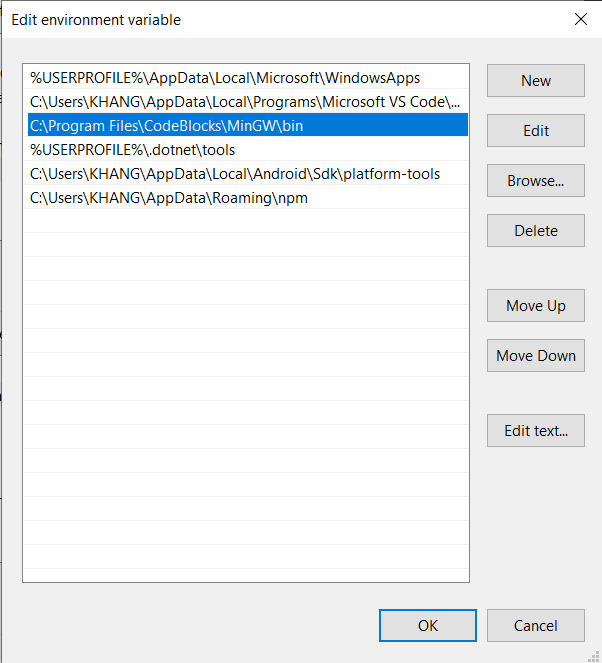 Edit environment variable
%USERPROFILE%\AppData\Local\Microsoft\WindowsApps
C:\Users\KHANG\AppData\Local\Programs\Microsoft VS Code\...
C:\Program Files\CodeBlocks\MinGW\bin
%USERPROFILE%\.dotnet\tools
C:\Users\KHANG\AppData\Local\Android\Sdk\platform-tools
C:\Users\KHANG\AppData\Roaming\npm
New
Edit
Browse...
Delete
Move Up
Move Down
Edit text...
OK
Cancel